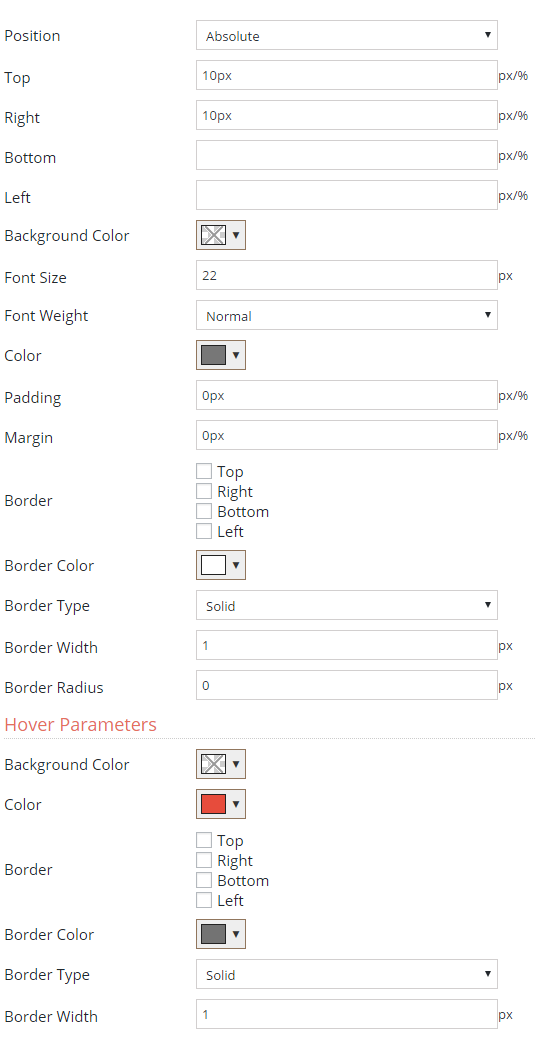 Position Absolute
Top 10px px/%
Right 10px px/%
Bottom px/%
Left px/%
Background Color
Font Size 22 px
Font Weight Normal
Color
Padding 0px px/%
Margin 0px px/%
Border
Top
Right
Bottom
Left
Border Color
Border Type Solid
Border Width 1 px
Border Radius 0 px
Hover Parameters
Background Color
Color
Border
Top
Right
Bottom
Left
Border Color
Border Type Solid
Border Width 1 px